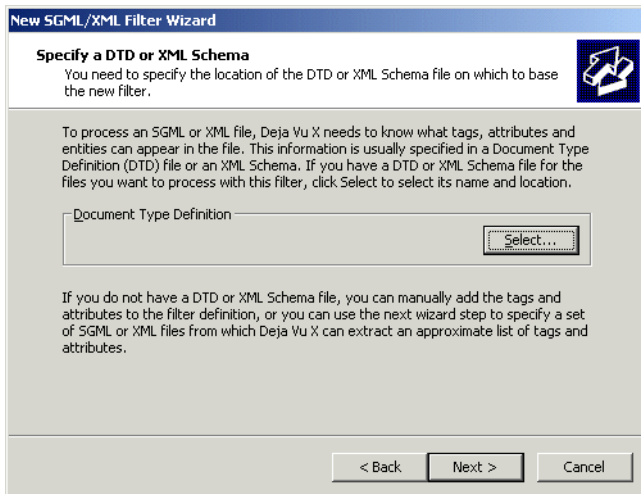 New SGML/XML Filter Wizard
Specify a DTD or XML Schema
You need to specify the location of the DTD or XML Schema file on which to base
the new filter.
To process an SGML or XML file, Deja Vu X needs to know what tags, attributes and
entities can appear in the file. This information is usually specified in a Document Type
Definition (DTD) file or an XML Schema. If you have a DTD or XML Schema file for the
files you want to process with this filter, click Select to select its name and location.
Document Type Definition
Select...
If you do not have a DTD or XML Schema file, you can manually add the tags and
attributes to the filter definition, or you can use the next wizard step to specify a set
of SGML or XML files from which Deja Vu X can extract an approximate list of tags and
attributes.
< Back Next > Cancel